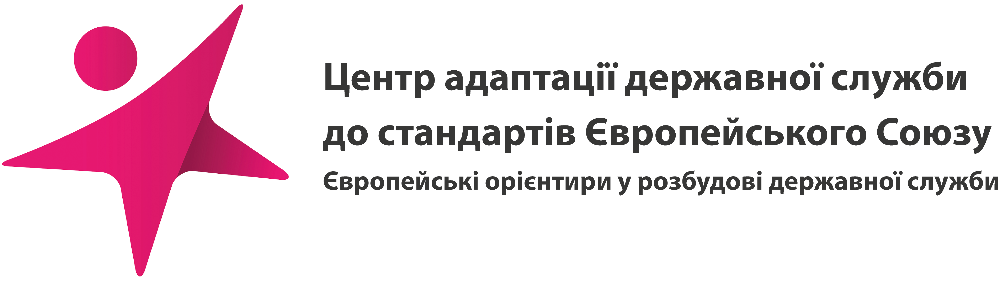 Центр адаптації державної служби
до стандартів Європейського Союзу
Європейські орієнтири у розбудові державної служби